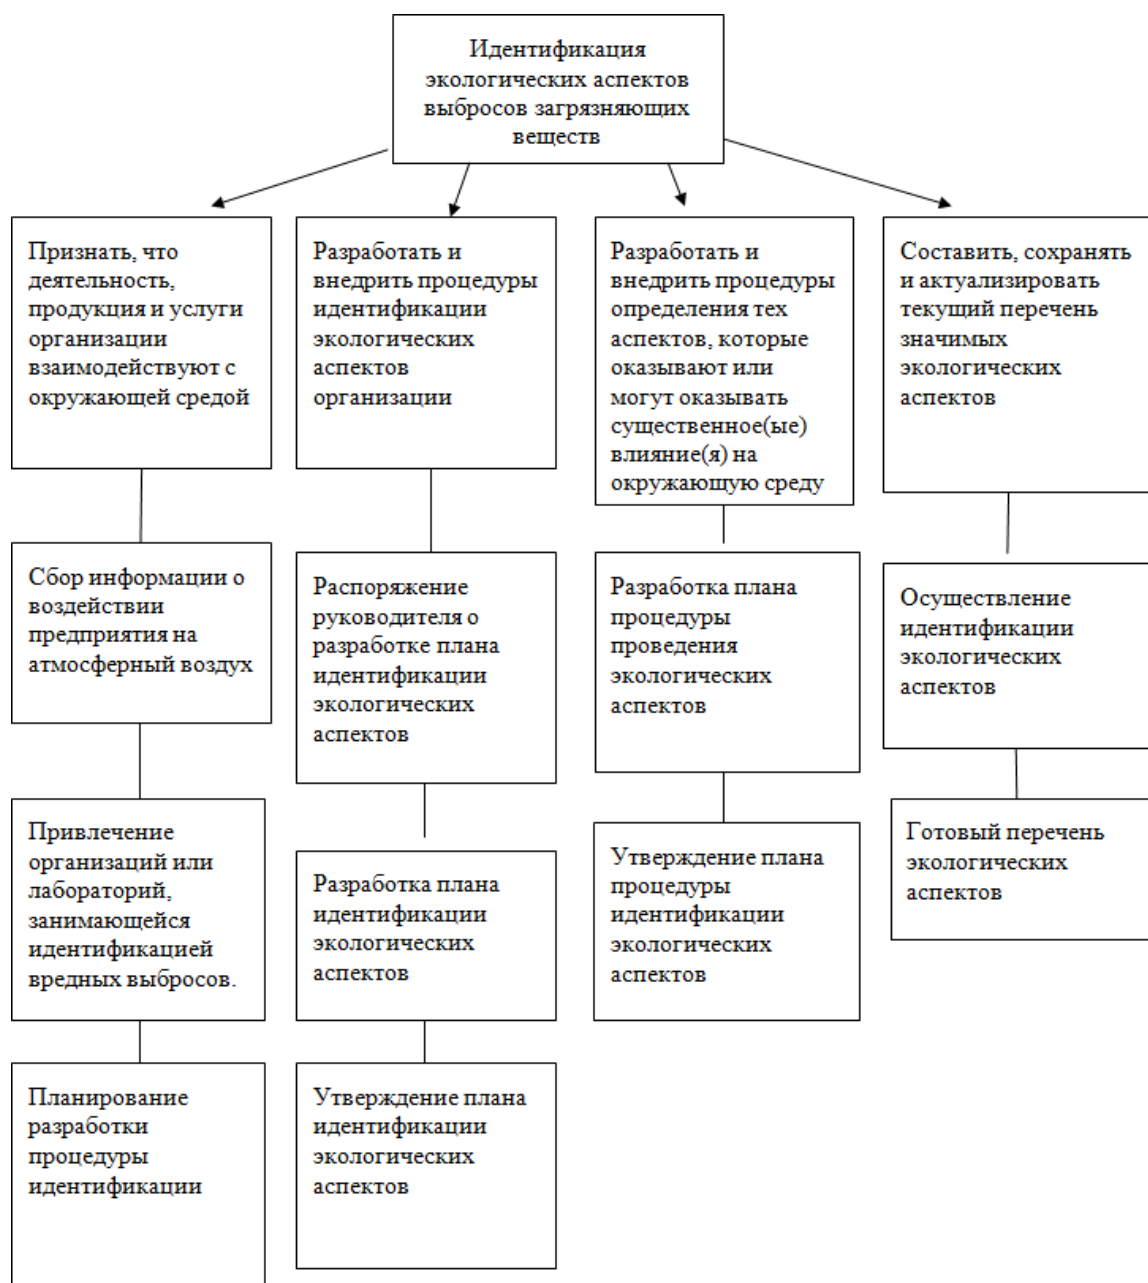 Идентификация
экологических аспектов
выбросов загрязняющих
веществ
Признать, что
деятельность,
продукция и услуги
организации
взаимодействуют с
окружающей средой
Разработать и
внедрить процедуры
идентификации
экологических
аспектов
организации
Разработать и
внедрить процедуры
определения тех
аспектов, которые
оказывают или
могут оказывать
существенное(ые)
влияние(я) на
окружающую среду
Составить, сохранять
и актуализировать
текущий перечень
значимых
экологических
аспектов
Сбор информации о
воздействии
предприятия на
атмосферный воздух
Распоряжение
руководителя о
разработке плана
идентификации
экологических
аспектов
Разработка плана
процедуры
проведения
экологических
аспектов
Осуществление
идентификации
экологических
аспектов
Привлечение
организаций или
лабораторий,
занимающейся
идентификацией
вредных выбросов.
Разработка плана
идентификации
экологических
аспектов
Утверждение плана
процедуры
идентификации
экологических
аспектов
Готовый перечень
экологических
аспектов
Планирование
разработки
процедуры
идентификации
Утверждение плана
идентификации
экологических
аспектов